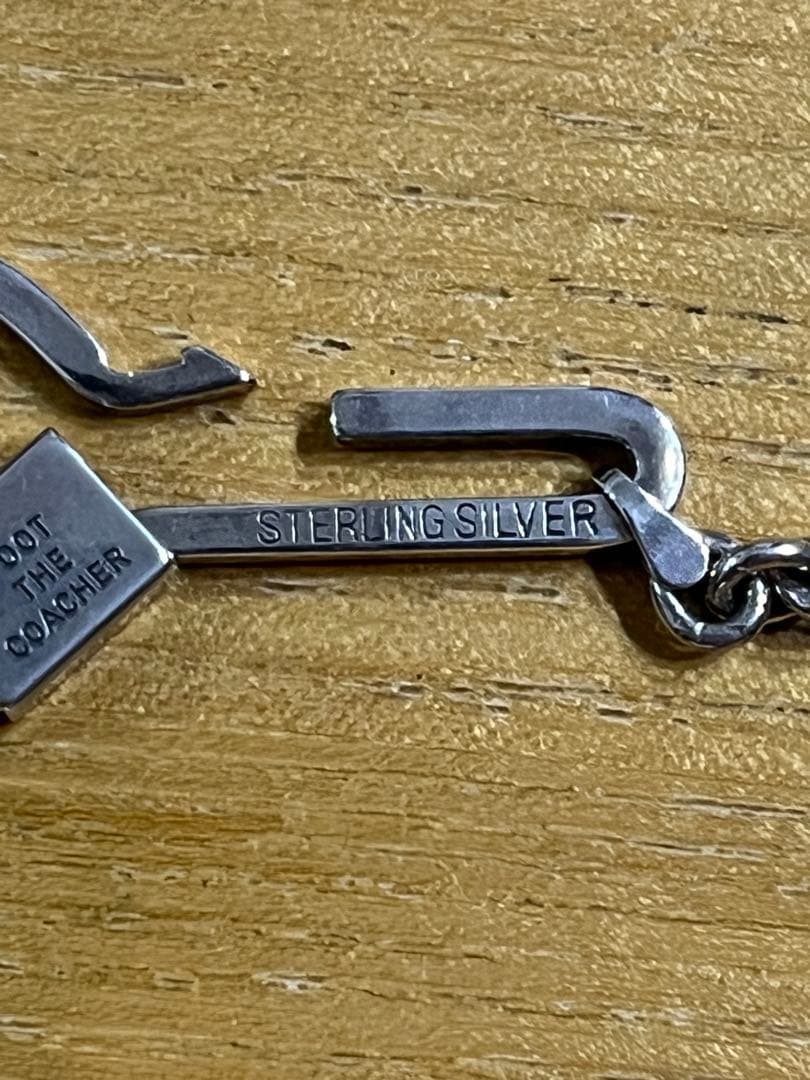 OOT
THE
COACHER
STERLING SILVER